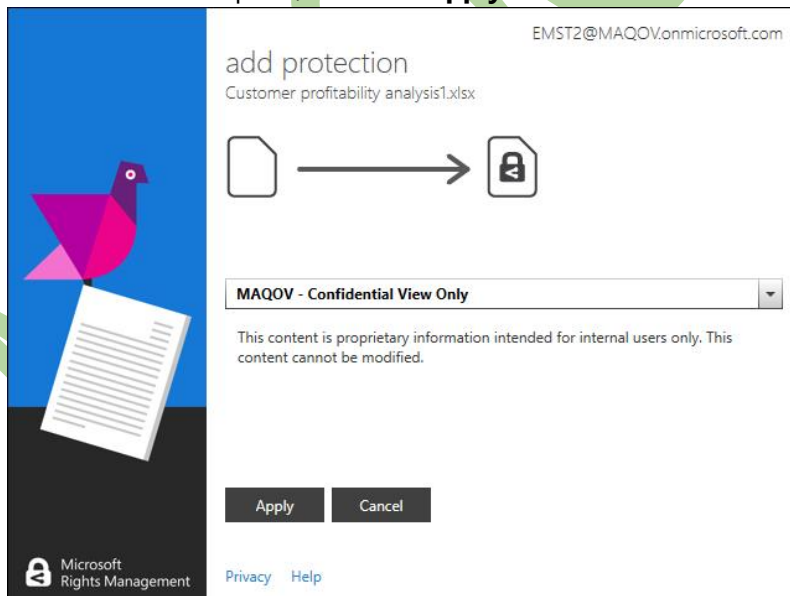 EMST2@MAQOV.onmicrosoft.com
add protection
Customer profitability analysis1.xlsx
MAQOV - Confidential View Only
This content is proprietary information intended for internal users only. This
content cannot be modified.
Apply Cancel
Microsoft
Rights Management
Privacy Help